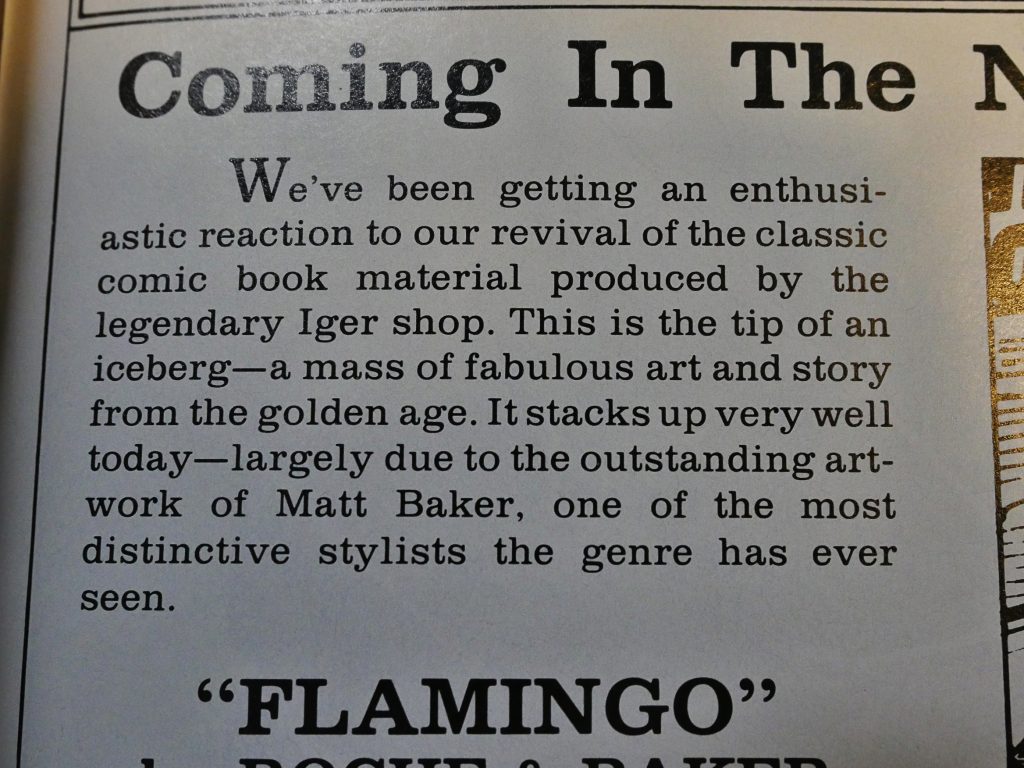 Coming In The
We've been getting an enthusi-
astic reaction to our revival of the classic
comic book material produced by the
legendary Iger shop. This is the tip of an
iceberg—a mass of fabulous art and story
from the golden age. It stacks up very well
today—largely due to the outstanding art-
work of Matt Baker, one of the most
distinctive stylists the genre has ever
seen.
"FLAMINGO"
& BAKER